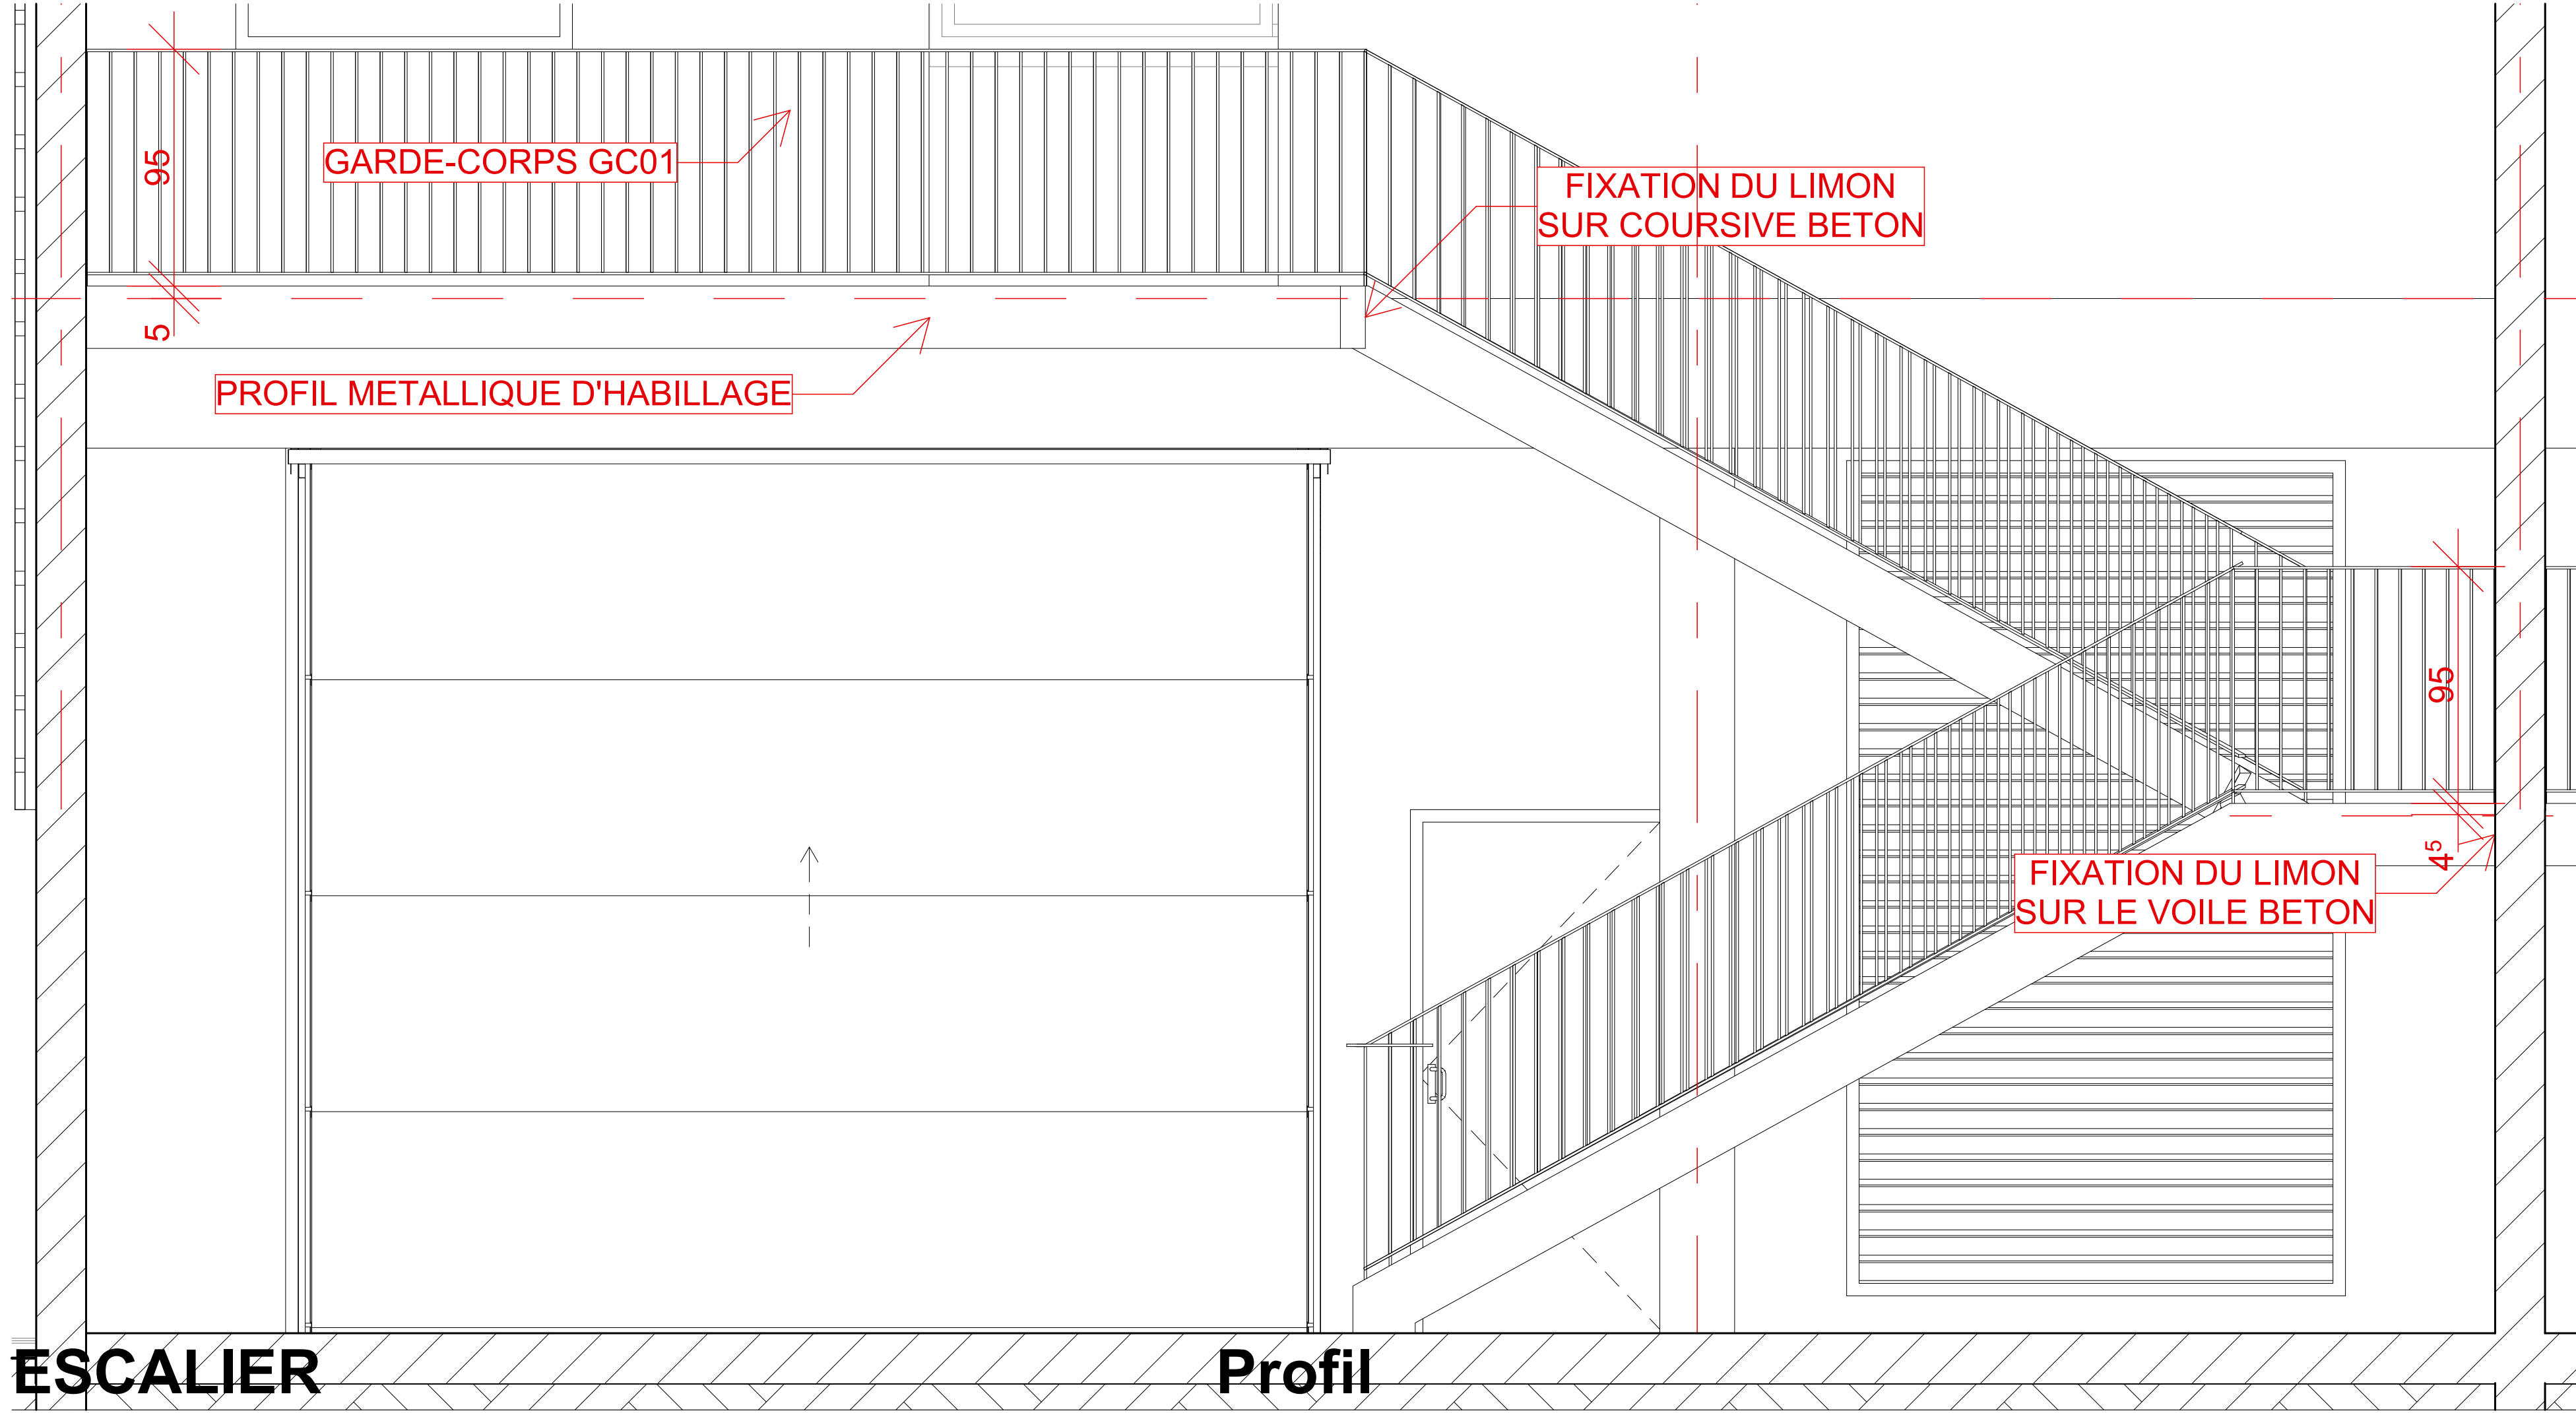 95
GARDE-CORPS GC01
FIXATION DU LIMON
SUR COURSIVE BETON
5
PROFIL METALLIQUE D'HABILLAGE
95
4⁵
FIXATION DU LIMON
SUR LE VOILE BETON
ESCALIER
Profil